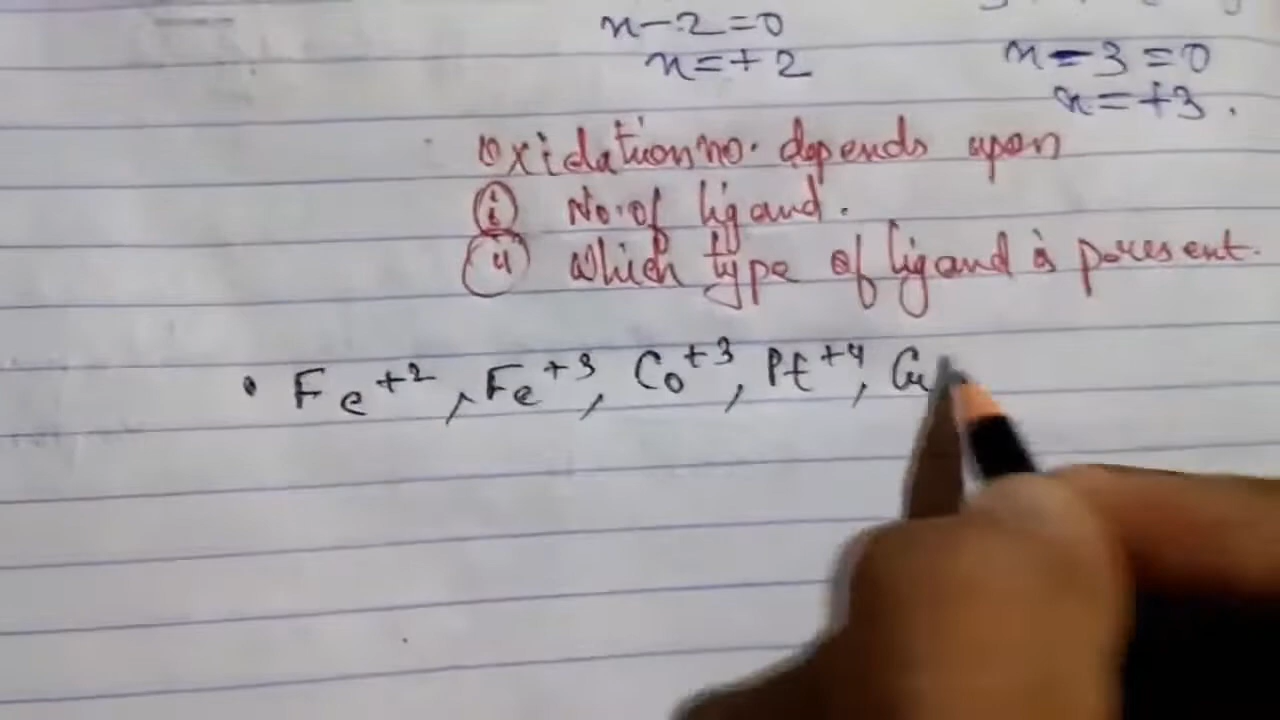 x-2=0
x=+2
x-3=0
x=+3.
Oxidation no. depends upon
(i) No. of ligand.
(ii) which type of ligand is present.
• Fe+2, Fe+3, Co+3, Pt+4, Cu